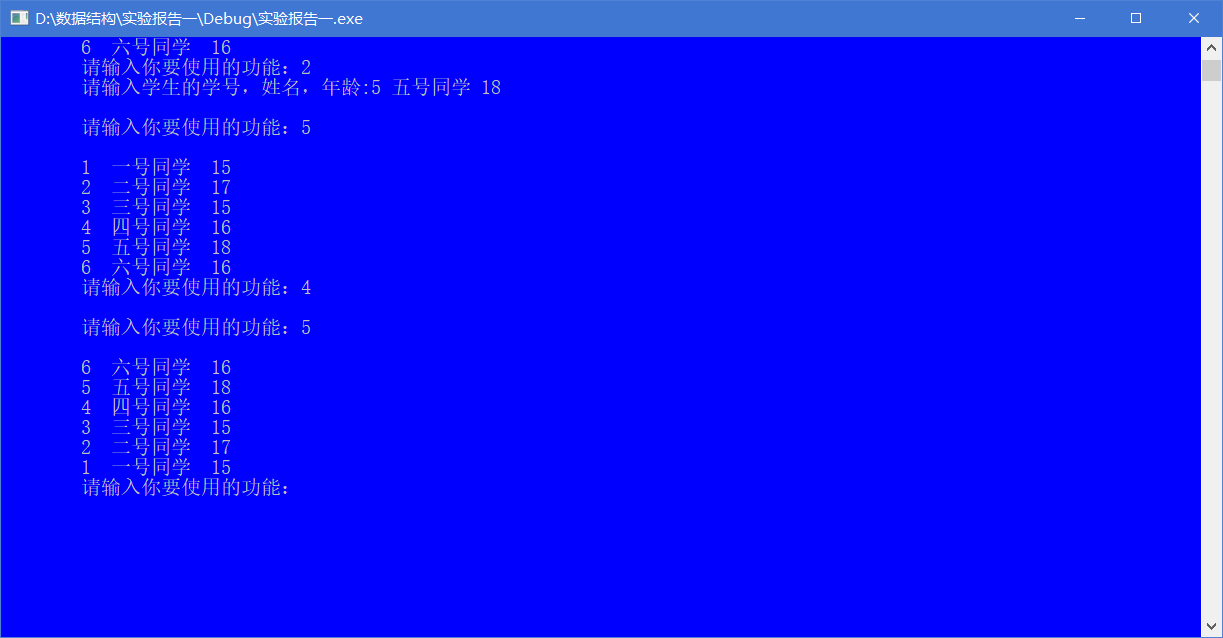 D:\数据结构\实验报告一\Debug\实验报告一.exe
6  六号同学  16
请输入你要使用的功能：2
请输入学生的学号，姓名，年龄:5 五号同学 18
请输入你要使用的功能：5
1  一号同学  15
2  二号同学  17
3  三号同学  15
4  四号同学  16
5  五号同学  18
6  六号同学  16
请输入你要使用的功能：4
请输入你要使用的功能：5
6  六号同学  16
5  五号同学  18
4  四号同学  16
3  三号同学  15
2  二号同学  17
1  一号同学  15
请输入你要使用的功能：